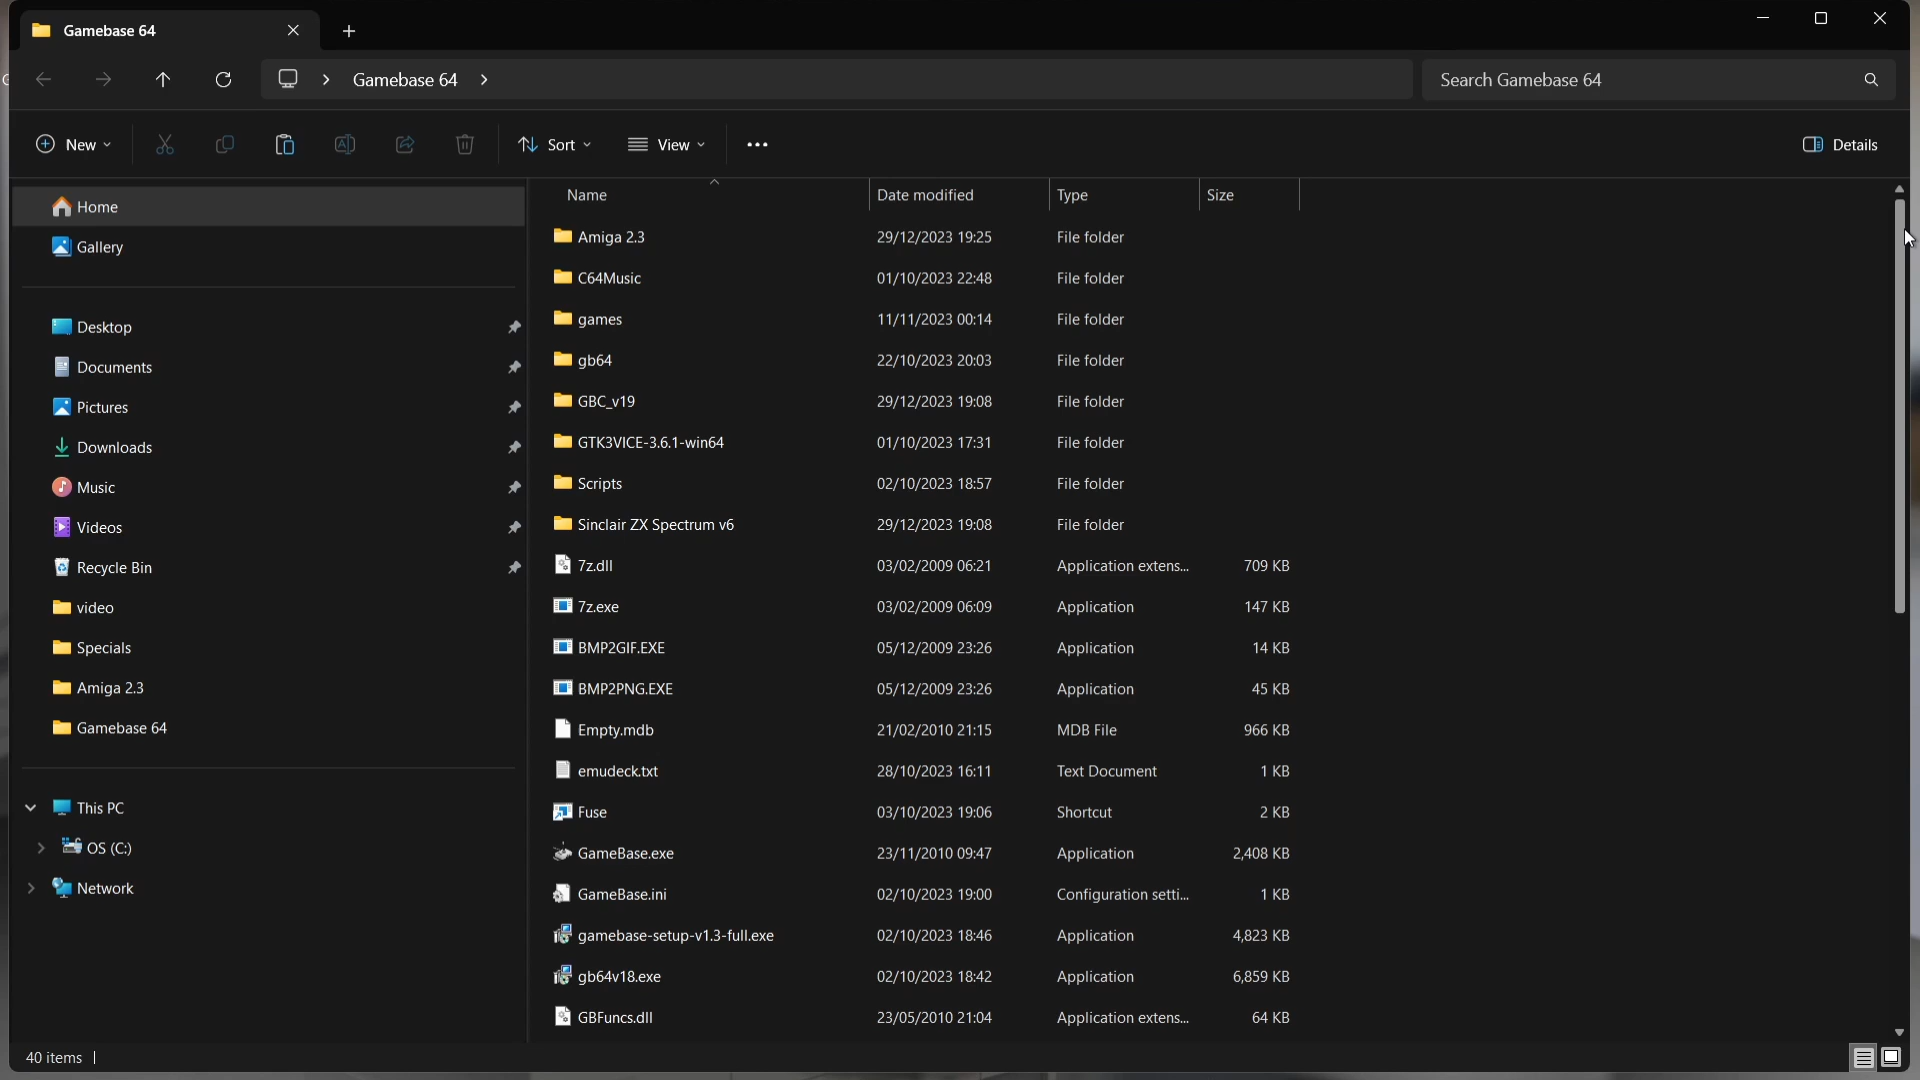 Gamebase 64
Gamebase 64
Search Gamebase 64
New
Sort
View
Details
Home
Gallery
Desktop
Documents
Pictures
Downloads
Music
Videos
Recycle Bin
video
Specials
Amiga 2.3
Gamebase 64
This PC
OS (C:)
Network
Name Date modified Type Size
Amiga 2.3 29/12/2023 19:25 File folder
C64Music 01/10/2023 22:48 File folder
games 11/11/2023 00:14 File folder
gb64 22/10/2023 20:03 File folder
GBC_v19 29/12/2023 19:08 File folder
GTK3VICE-3.6.1-win64 01/10/2023 17:31 File folder
Scripts 02/10/2023 18:57 File folder
Sinclair ZX Spectrum v6 29/12/2023 19:08 File folder
7z.dll 03/02/2009 06:21 Application extens... 709 KB
7z.exe 03/02/2009 06:09 Application 147 KB
BMP2GIF.EXE 05/12/2009 23:26 Application 14 KB
BMP2PNG.EXE 05/12/2009 23:26 Application 45 KB
Empty.mdb 21/02/2010 21:15 MDB File 966 KB
emudeck.txt 28/10/2023 16:11 Text Document 1 KB
Fuse 03/10/2023 19:06 Shortcut 2 KB
GameBase.exe 23/11/2010 09:47 Application 2,408 KB
GameBase.ini 02/10/2023 19:00 Configuration setti... 1 KB
gamebase-setup-v1.3-full.exe 02/10/2023 18:46 Application 4,823 KB
gb64v18.exe 02/10/2023 18:42 Application 6,859 KB
GBFuncs.dll 23/05/2010 21:04 Application extens... 64 KB
40 items